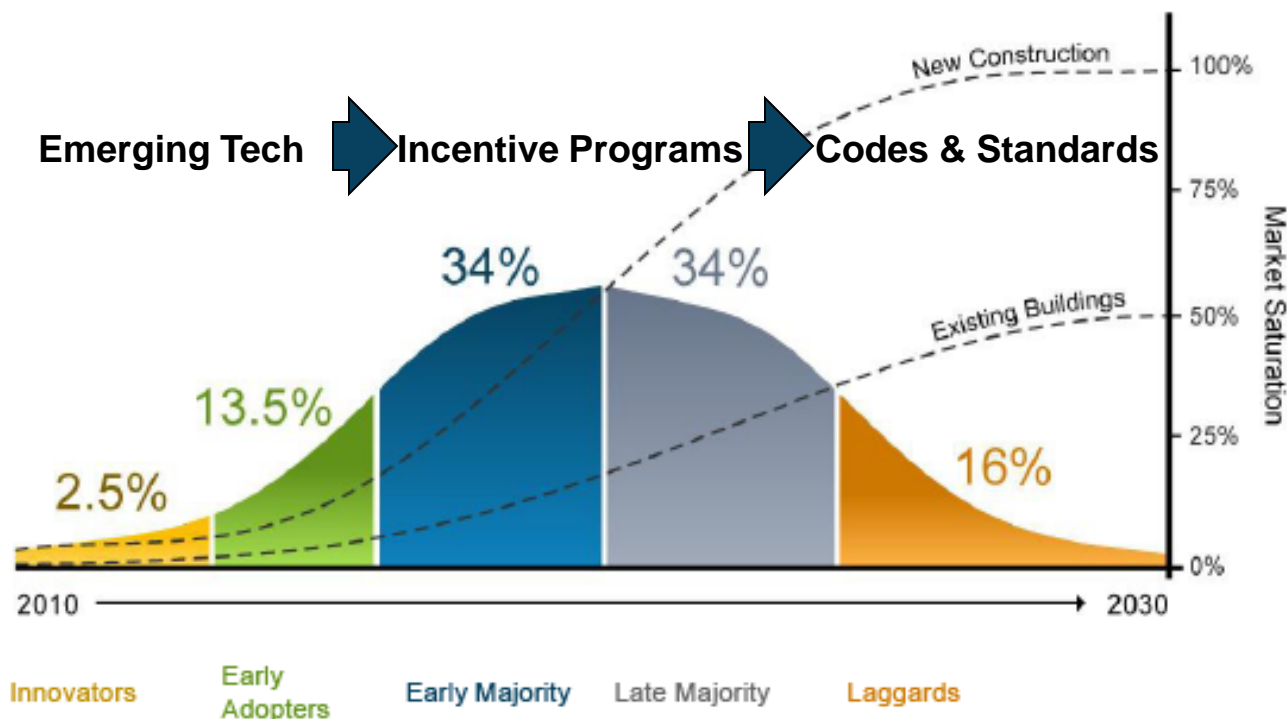 New Construction
100%
Emerging Tech
Incentive Programs
Codes & Standards
75%
Market Saturation
34%
34%
Existing Buildings
50%
13.5%
25%
2.5%
16%
0%
2010
2030
Innovators
Early
Adopters
Early Majority
Late Majority
Laggards